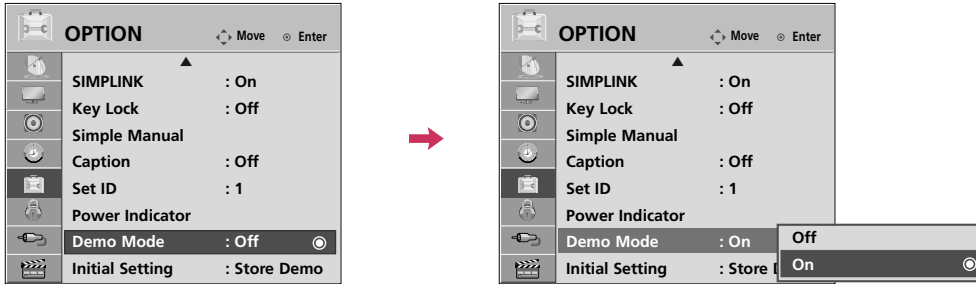 OPTION Move Enter
SIMPLINK : On
Key Lock : Off
Simple Manual
Caption : Off
Set ID : 1
Power Indicator
Demo Mode : Off
Initial Setting : Store Demo
OPTION Move Enter
SIMPLINK : On
Key Lock : Off
Simple Manual
Caption : Off
Set ID : 1
Power Indicator
Demo Mode : On
Initial Setting : Store
Off
On